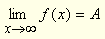 lim f(x) = A
x→∞